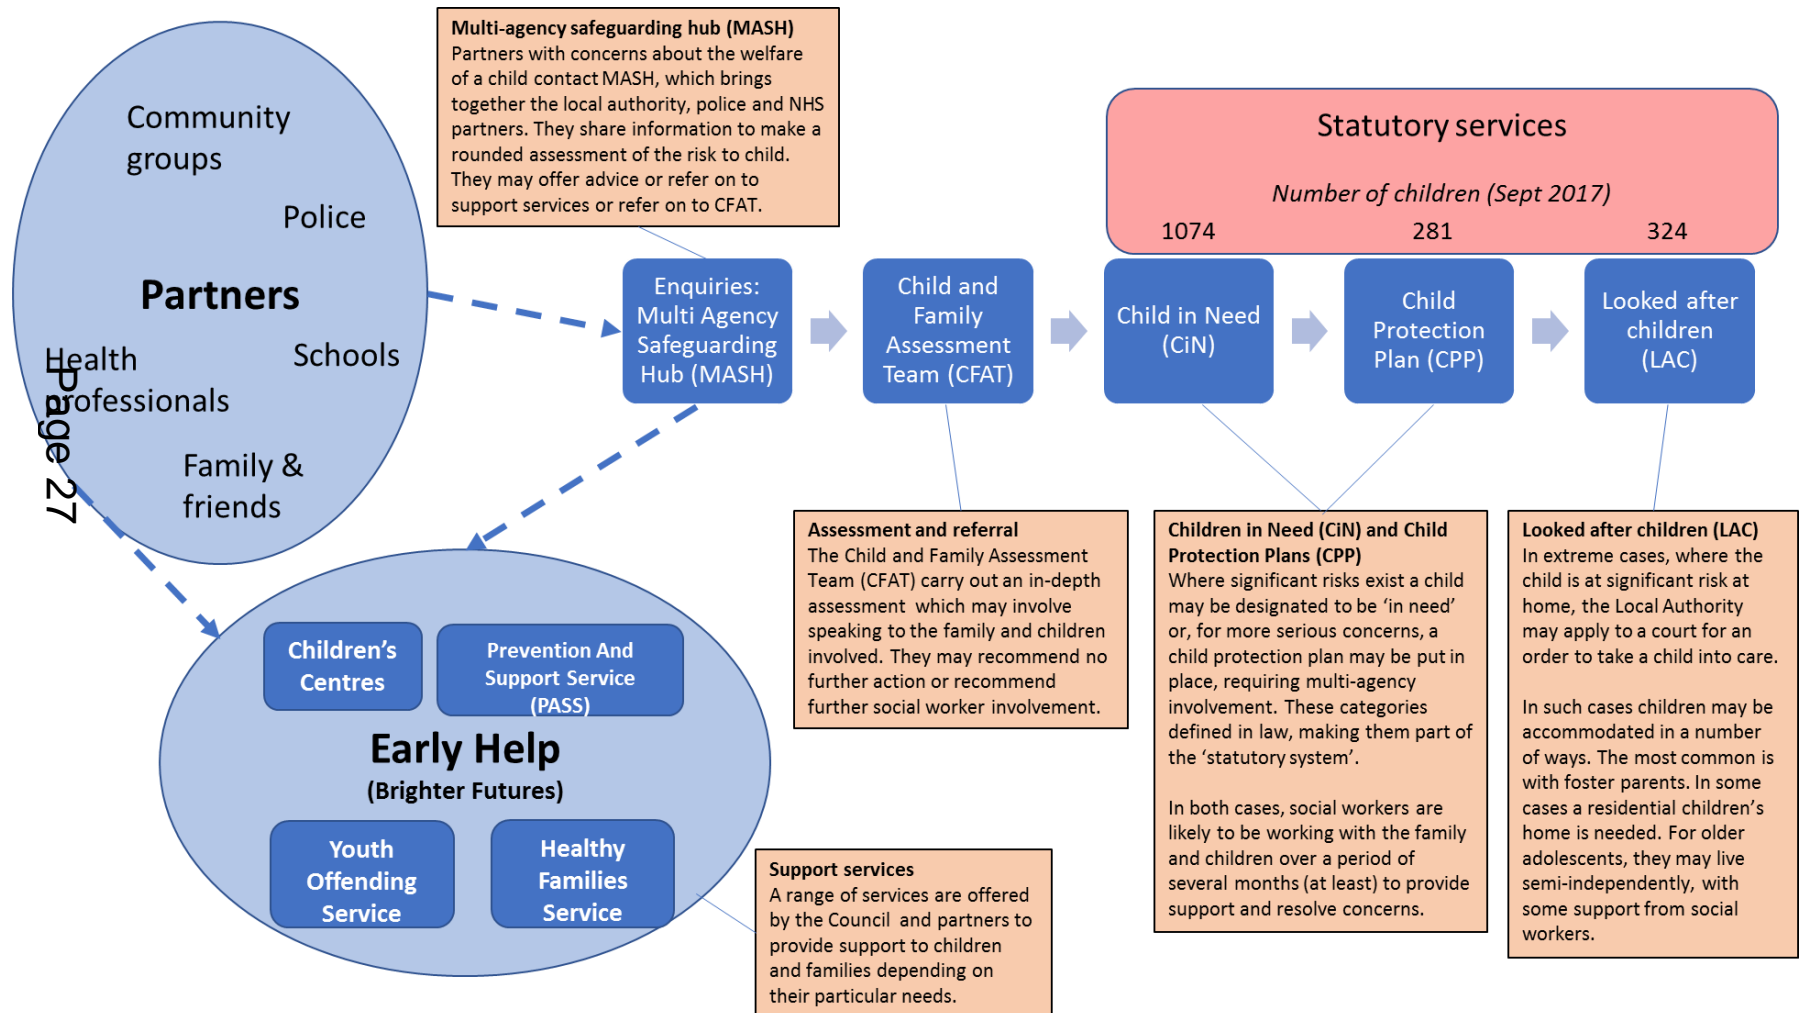 Multi-agency safeguarding hub (MASH)
Partners with concerns about the welfare
of a child contact MASH, which brings
together the local authority, police and NHS
partners. They share information to make a
rounded assessment of the risk to child.
They may offer advice or refer on to
support services or refer on to CFAT.
Community
groups
Police
Partners
Health
professionals
Schools
Family &
friends
Page 27
Statutory services
Number of children (Sept 2017)
1074 281 324
Enquiries:
Multi Agency
Safeguarding
Hub (MASH)
Child and
Family
Assessment
Team (CFAT)
Child in Need
(CiN)
Child
Protection
Plan (CPP)
Looked after
children
(LAC)
Assessment and referral
The Child and Family Assessment
Team (CFAT) carry out an in-depth
assessment which may involve
speaking to the family and children
involved. They may recommend no
further action or recommend
further social worker involvement.
Children in Need (CiN) and Child
Protection Plans (CPP)
Where significant risks exist a child
may be designated to be ‘in need’
or, for more serious concerns, a
child protection plan may be put in
place, requiring multi-agency
involvement. These categories
defined in law, making them part of
the ‘statutory system’.
In both cases, social workers are
likely to be working with the family
and children over a period of
several months (at least) to provide
support and resolve concerns.
Looked after children (LAC)
In extreme cases, where the
child is at significant risk at
home, the Local Authority
may apply to a court for an
order to take a child into care.
In such cases children may be
accommodated in a number
of ways. The most common is
with foster parents. In some
cases a residential children’s
home is needed. For older
adolescents, they may live
semi-independently, with
some support from social
workers.
Children’s
Centres
Prevention And
Support Service
(PASS)
Early Help
(Brighter Futures)
Youth
Offending
Service
Healthy
Families
Service
Support services
A range of services are offered
by the Council and partners to
provide support to children
and families depending on
their particular needs.